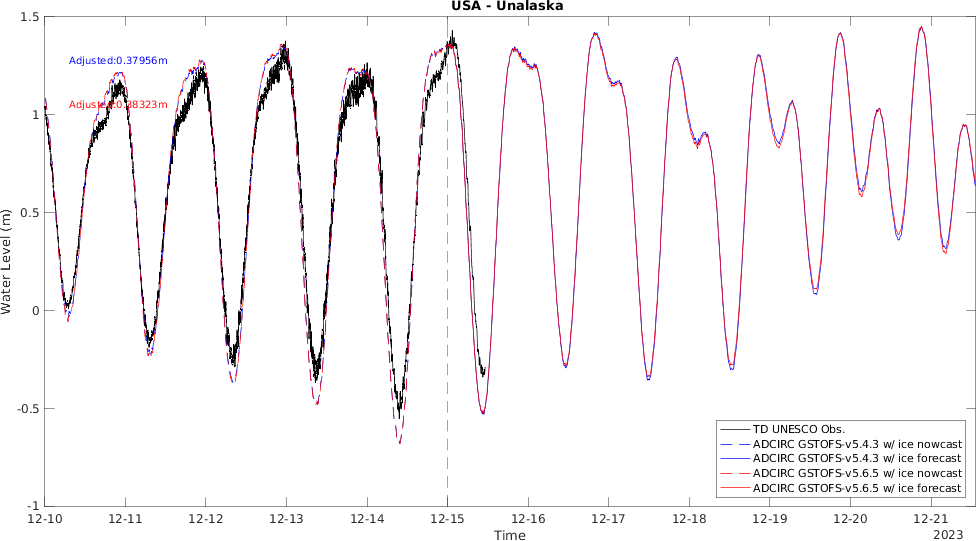 USA - Unalaska
1.5
1
0.5
0
-0.5
-1
Water Level (m)
Adjusted:0.37956m
Adjusted:0.38323m
TD UNESCO Obs.
ADCIRC GSTOFS-v5.4.3 w/ ice nowcast
ADCIRC GSTOFS-v5.4.3 w/ ice forecast
ADCIRC GSTOFS-v5.6.5 w/ ice nowcast
ADCIRC GSTOFS-v5.6.5 w/ ice forecast
12-10 12-11 12-12 12-13 12-14 12-15 12-16 12-17 12-18 12-19 12-20 12-21
Time
2023